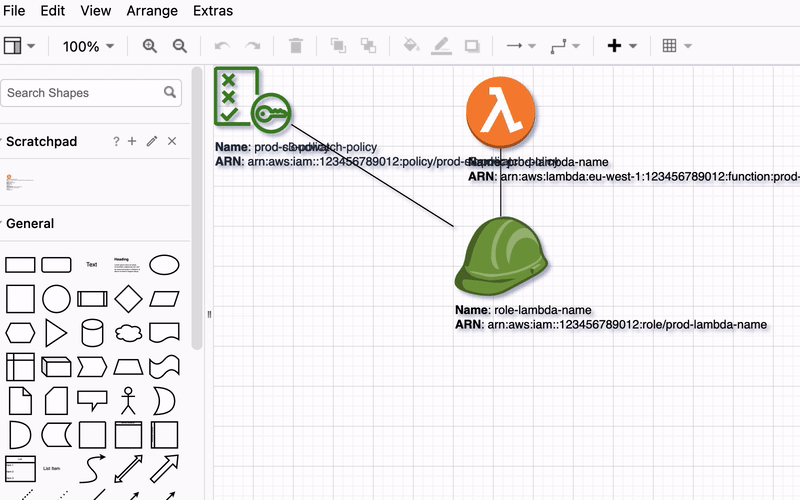 File Edit View Arrange Extras
100%
Search Shapes
Scratchpad
?
General
Text
Heading
List Item
Name: prod-
-policy
ARN: arn:aws:iam::123456789012:policy/prod-
Name: prod-lambda-name
ARN: arn:aws:lambda:eu-west-1:123456789012:function:prod-
Name: role-lambda-name
ARN: arn:aws:iam::123456789012:role/prod-lambda-name